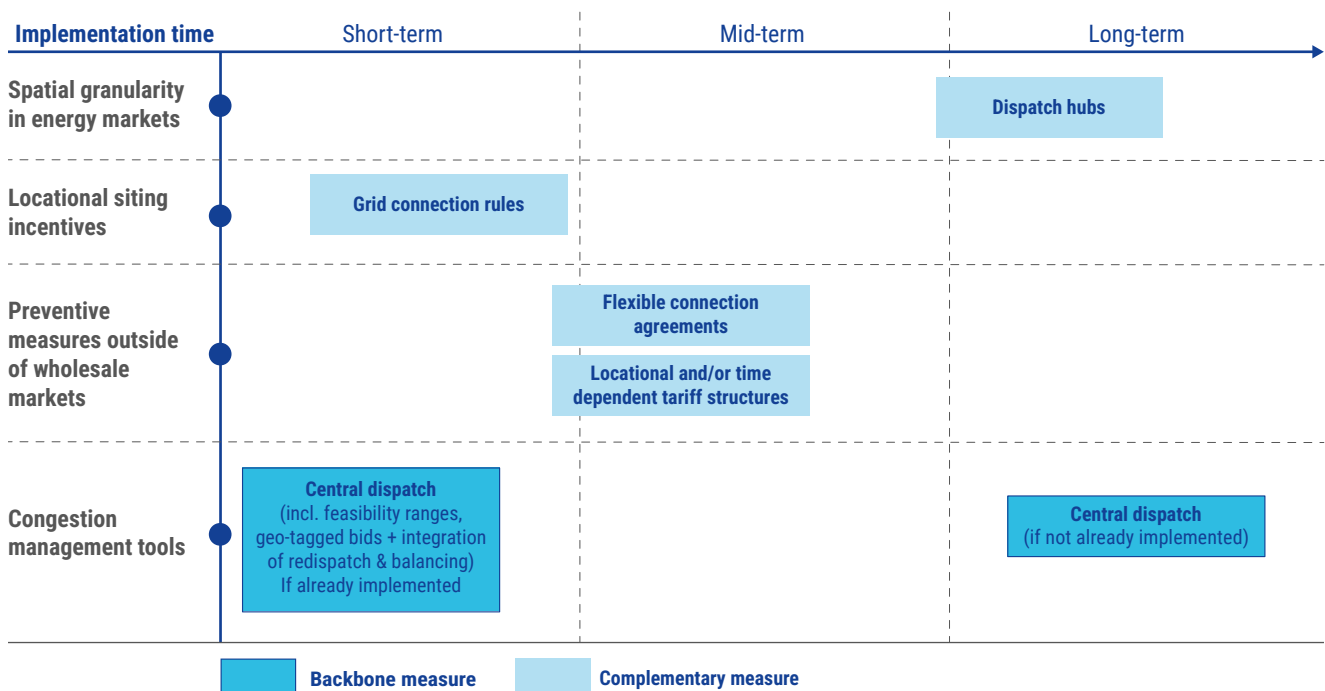 Implementation time
Short-term
Mid-term
Long-term
Spatial granularity
in energy markets
Dispatch hubs
Locational siting
incentives
Grid connection rules
Preventive
measures outside
of wholesale
markets
Flexible connection
agreements
Locational and/or time
dependent tariff structures
Congestion
management tools
Central dispatch
(incl. feasibility ranges,
geo-tagged bids + integration
of redispatch & balancing)
If already implemented
Central dispatch
(if not already implemented)
Backbone measure
Complementary measure